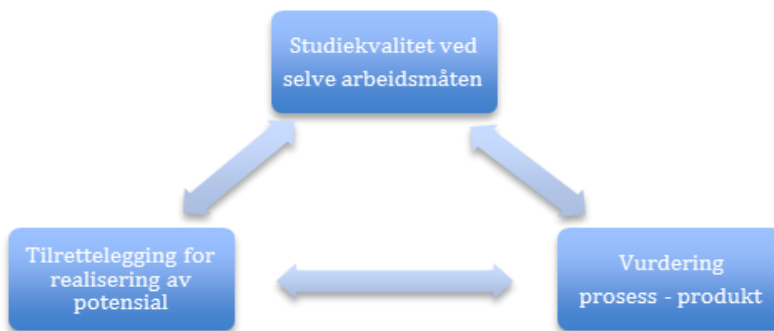 Studiekvalitet ved
selve arbeidsmåten
Tilrettelegging for
realisering av
potensial
Vurdering
prosess - produkt